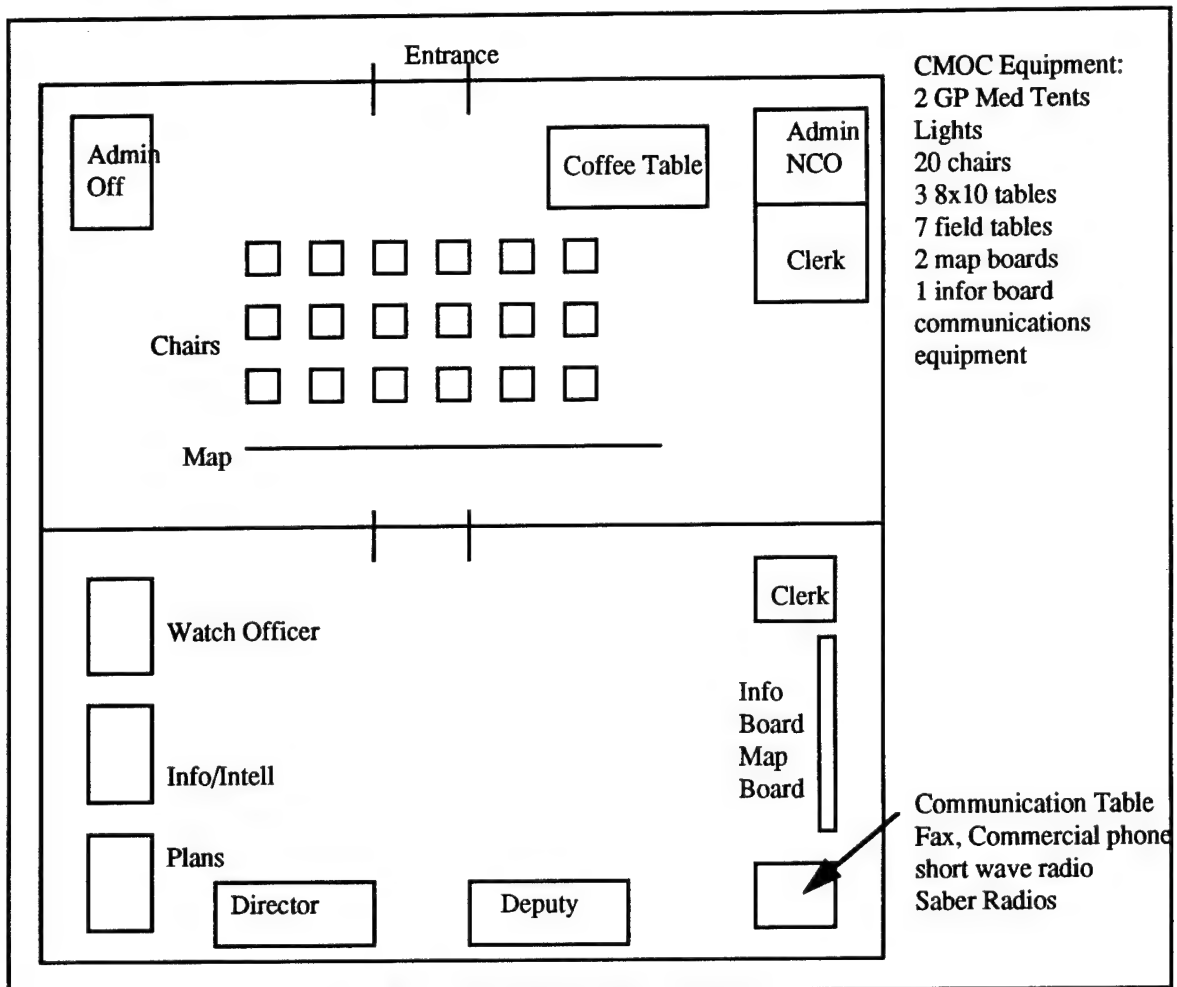 Entrance
Admin
Off
Coffee Table
Admin
NCO
Clerk
Chairs
Map
CMOC Equipment:
2 GP Med Tents
Lights
20 chairs
3 8x10 tables
7 field tables
2 map boards
1 infor board
communications
equipment
Watch Officer
Info/Intell
Plans
Director
Deputy
Clerk
Info
Board
Map
Board
Communication Table
Fax, Commercial phone
short wave radio
Saber Radios